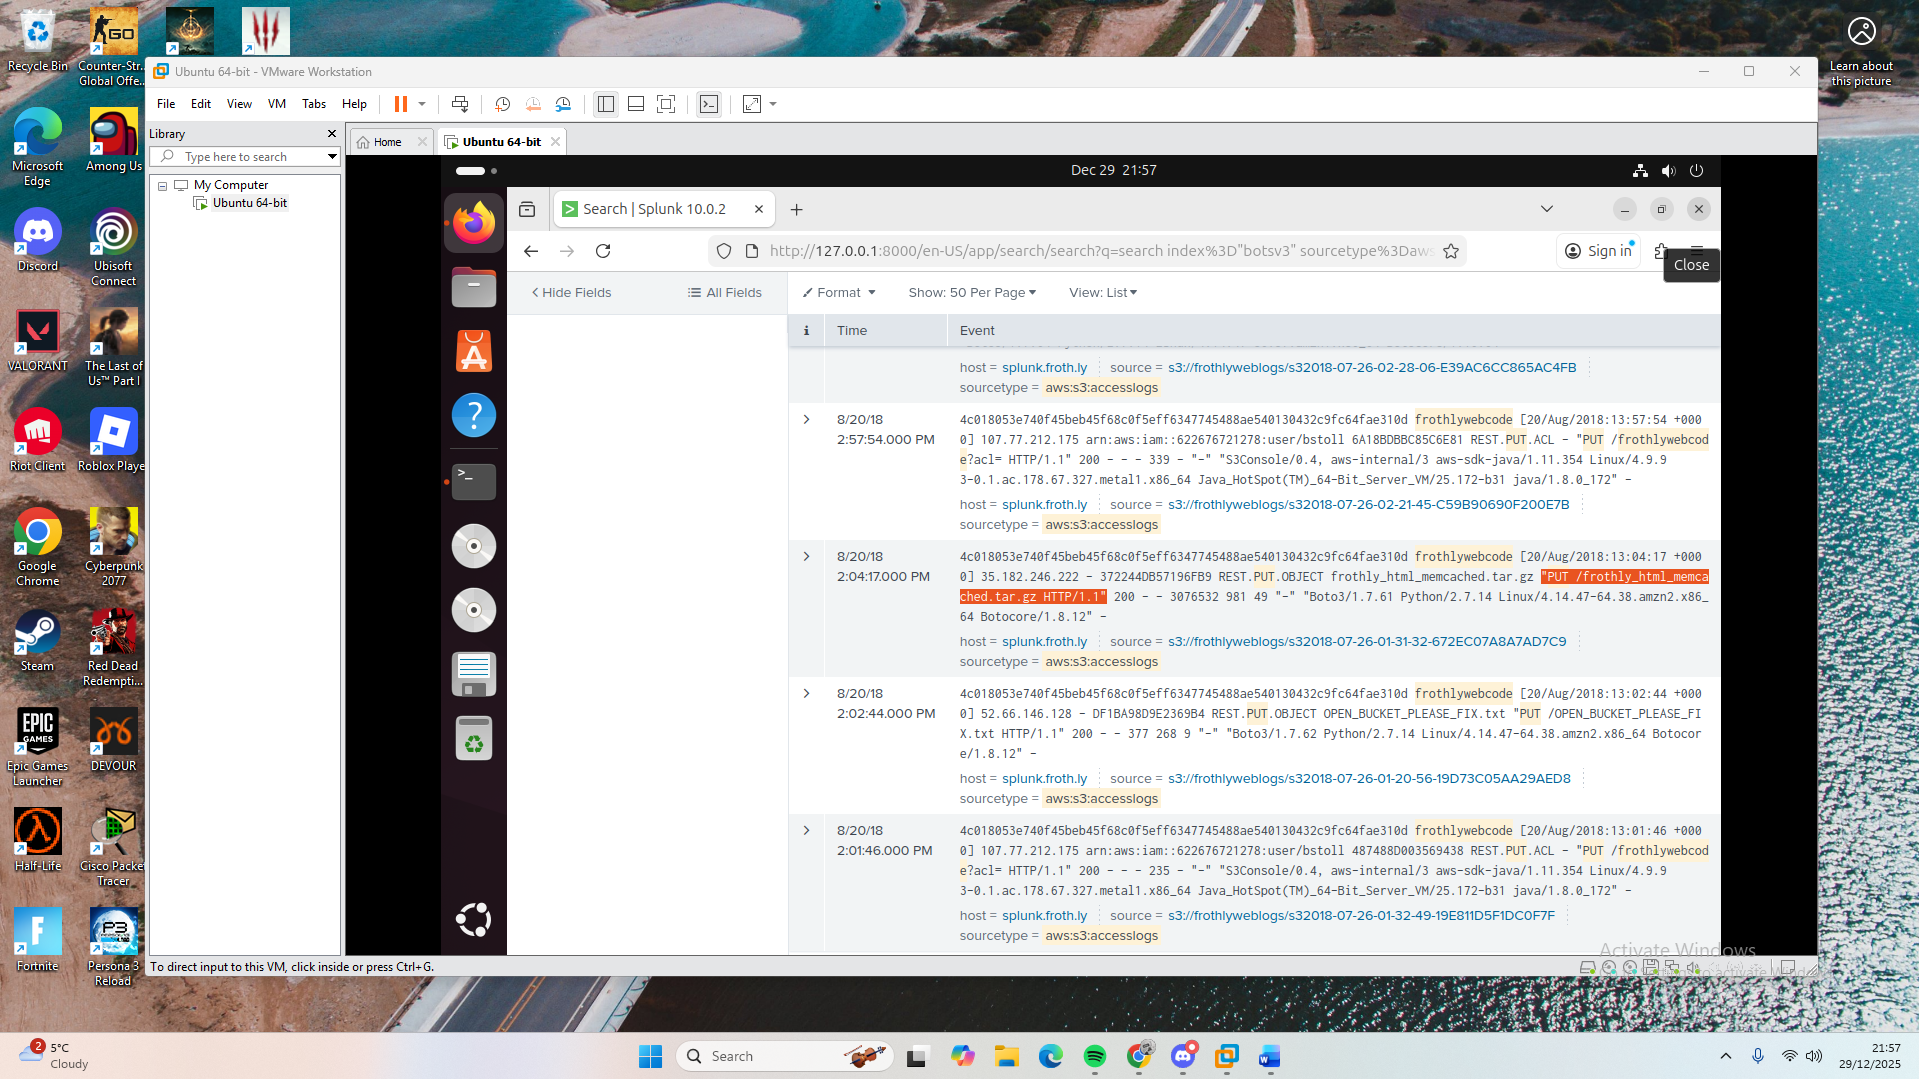 Recycle Bin
Counter-Str...
Global Offe...
Learn about
this picture
Microsoft
Edge
Among Us
Discord
Ubisoft
Connect
VALORANT
The Last of
Us™ Part I
Riot Client
Roblox Playe
Google
Chrome
Cyberpunk
2077
Steam
Red Dead
Redempti...
Epic Games
Launcher
DEVOUR
Half-Life
Cisco Packet
Tracer
Fortnite
Persona 3
Reload
Ubuntu 64-bit - VMware Workstation
File Edit View VM Tabs Help
Library
Type here to search
My Computer
Ubuntu 64-bit
Home
Ubuntu 64-bit
Dec 29 21:57
Search | Splunk 10.0.2
http://127.0.0.1:8000/en-US/app/search/search?q=search index%3D"botsv3" sourcetype%3Daws
Sign in
Close
Hide Fields
All Fields
Format
Show: 50 Per Page
View: List
i Time Event
host = splunk.froth.ly source = s3://frothlyweblogs/s32018-07-26-02-28-06-E39AC6CC865AC4FB
sourcetype = aws:s3:accesslogs
8/20/18
2:57:54.000 PM
4c018053e740f45beb45f68c0f5eff6347745488ae540130432c9fc64fae310d frothlywebcode [20/Aug/2018:13:57:54 +000
0] 107.77.212.175 arn:aws:iam::622676721278:user/bstoll 6A18BDBBC85C6E81 REST.PUT.ACL - "PUT /frothlywebcod
e?acl= HTTP/1.1" 200 - - - 339 - "-" "S3Console/0.4, aws-internal/3 aws-sdk-java/1.11.354 Linux/4.9.9
3-0.1.ac.178.67.327.metal1.x86_64 Java_HotSpot(TM)_64-Bit_Server_VM/25.172-b31 java/1.8.0_172" -
host = splunk.froth.ly source = s3://frothlyweblogs/s32018-07-26-02-21-45-C59B90690F200E7B
sourcetype = aws:s3:accesslogs
8/20/18
2:04:17.000 PM
4c018053e740f45beb45f68c0f5eff6347745488ae540130432c9fc64fae310d frothlywebcode [20/Aug/2018:13:04:17 +000
0] 35.182.246.222 - 372244DB57196FB9 REST.PUT.OBJECT frothly_html_memcached.tar.gz "PUT /frothly_html_memca
ched.tar.gz HTTP/1.1" 200 - - 3076532 981 49 "-" "Boto3/1.7.61 Python/2.7.14 Linux/4.14.47-64.38.amzn2.x86_
64 Botocore/1.8.12" -
host = splunk.froth.ly source = s3://frothlyweblogs/s32018-07-26-01-31-32-672EC07A8A7AD7C9
sourcetype = aws:s3:accesslogs
8/20/18
2:02:44.000 PM
4c018053e740f45beb45f68c0f5eff6347745488ae540130432c9fc64fae310d frothlywebcode [20/Aug/2018:13:02:44 +000
0] 52.66.146.128 - DF1BA98D9E2369B4 REST.PUT.OBJECT OPEN_BUCKET_PLEASE_FIX.txt "PUT /OPEN_BUCKET_PLEASE_FI
X.txt HTTP/1.1" 200 - - 377 268 9 "-" "Boto3/1.7.62 Python/2.7.14 Linux/4.14.47-64.38.amzn2.x86_64 Botocor
e/1.8.12" -
host = splunk.froth.ly source = s3://frothlyweblogs/s32018-07-26-01-20-56-19D73C05AA29AED8
sourcetype = aws:s3:accesslogs
8/20/18
2:01:46.000 PM
4c018053e740f45beb45f68c0f5eff6347745488ae540130432c9fc64fae310d frothlywebcode [20/Aug/2018:13:01:46 +000
0] 107.77.212.175 arn:aws:iam::622676721278:user/bstoll 487488D003569438 REST.PUT.ACL - "PUT /frothlywebcod
e?acl= HTTP/1.1" 200 - - - 235 - "-" "S3Console/0.4, aws-internal/3 aws-sdk-java/1.11.354 Linux/4.9.9
3-0.1.ac.178.67.327.metal1.x86_64 Java_HotSpot(TM)_64-Bit_Server_VM/25.172-b31 java/1.8.0_172" -
host = splunk.froth.ly source = s3://frothlyweblogs/s32018-07-26-01-32-49-19E811D5F1DC0F7F
sourcetype = aws:s3:accesslogs
Activate Windows
To direct input to this VM, click inside or press Ctrl+G.
2
5°C
Cloudy
Search
21:57
29/12/2025